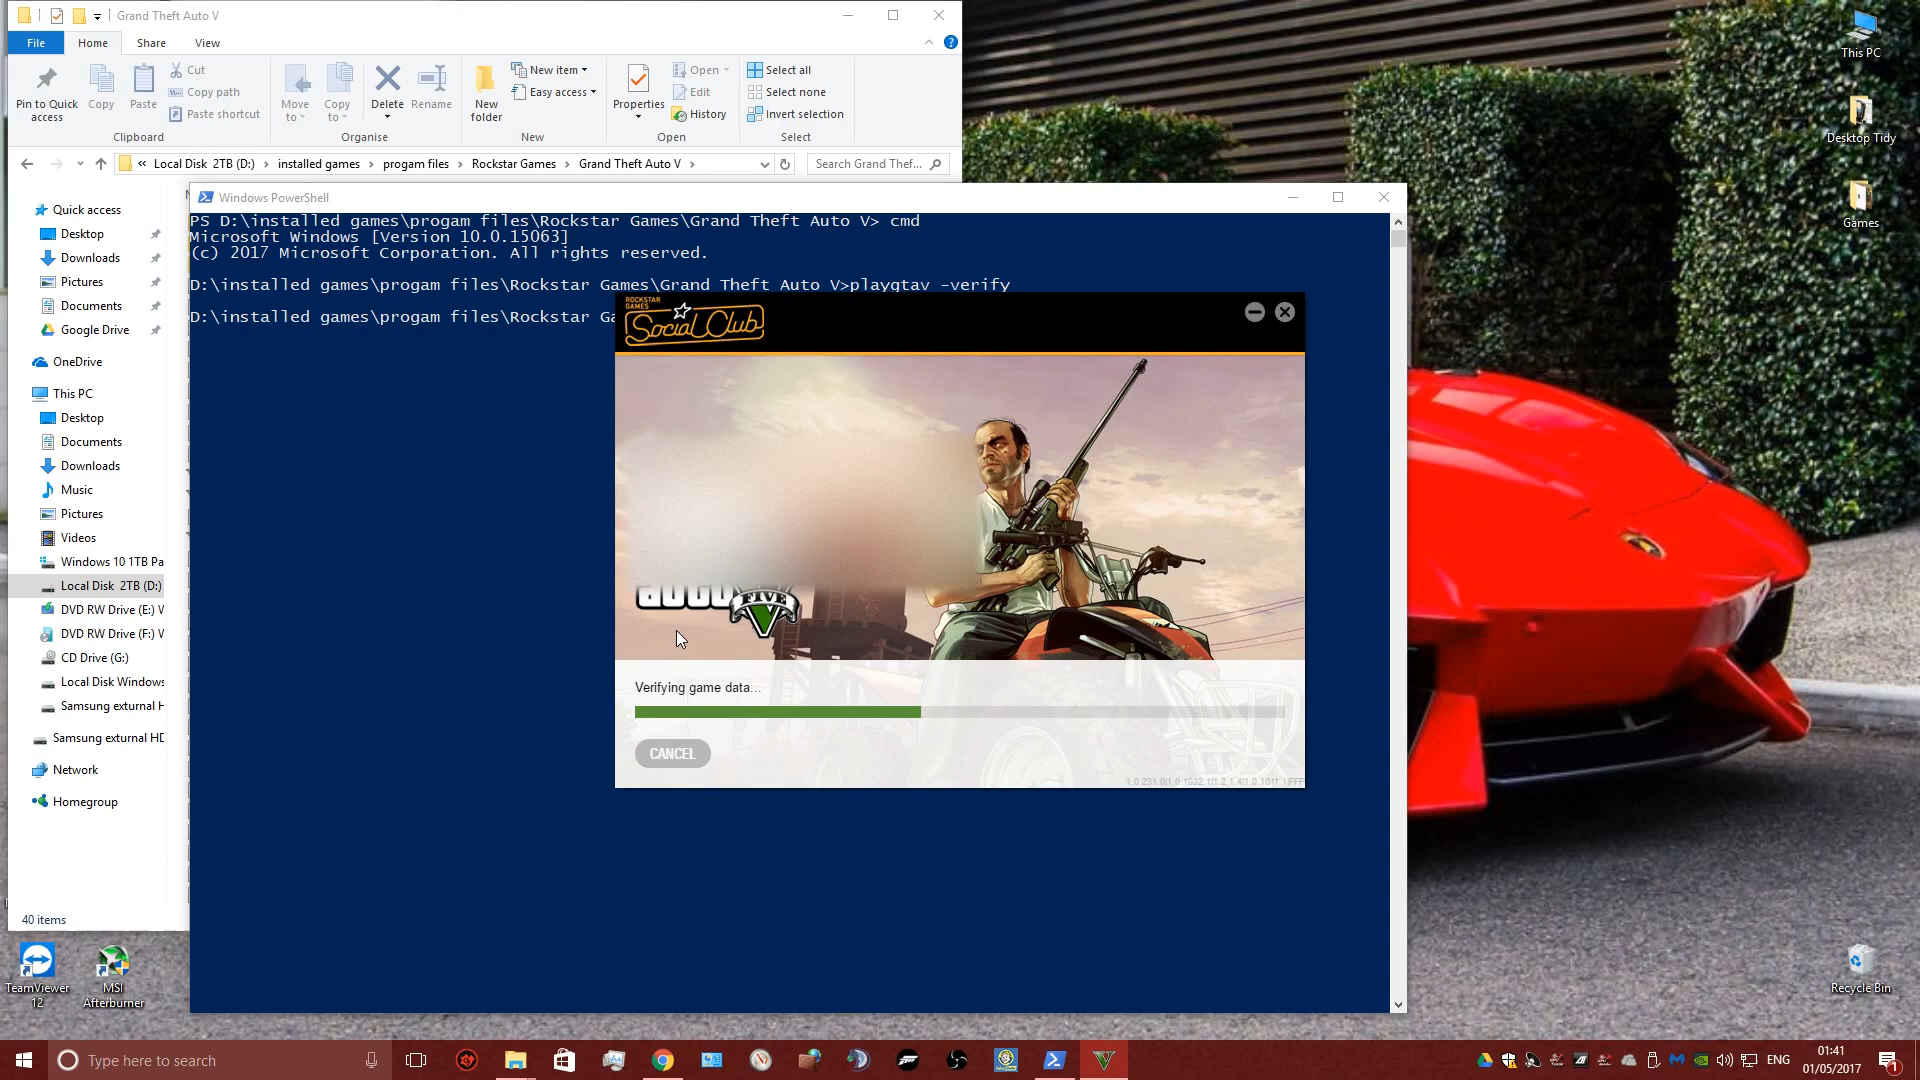 Grand Theft Auto V
File
Home
Share
View
Pin to Quick access
Copy
Paste
Cut
Copy path
Paste shortcut
Clipboard
Move to
Copy to
Delete
Rename
Organise
New folder
New item
Easy access
New
Properties
Open
Edit
History
Open
Select all
Select none
Invert selection
Select
« Local Disk 2TB (D:) > installed games > progam files > Rockstar Games > Grand Theft Auto V >
Search Grand Thef...
Quick access
Desktop
Downloads
Pictures
Documents
Google Drive
OneDrive
This PC
Desktop
Documents
Downloads
Music
Pictures
Videos
Windows 10 1TB Pa
Local Disk 2TB (D:)
DVD RW Drive (E:) V
DVD RW Drive (F:) V
CD Drive (G:)
Local Disk Windows
Samsung external H
Samsung external HD
Network
Homegroup
40 items
Windows PowerShell
PS D:\installed games\progam files\Rockstar Games\Grand Theft Auto V> cmd
Microsoft Windows [Version 10.0.15063]
(c) 2017 Microsoft Corporation. All rights reserved.
D:\installed games\progam files\Rockstar Games\Grand Theft Auto V>playgtav -verify
D:\installed games\progam files\Rockstar Ga
ROCKSTAR
GAMES
Social Club
FIVE
V
Verifying game data...
CANCEL
This PC
Desktop Tidy
Games
Recycle Bin
TeamViewer 12
MSI Afterburner
Type here to search
ENG
01:41
01/05/2017
1